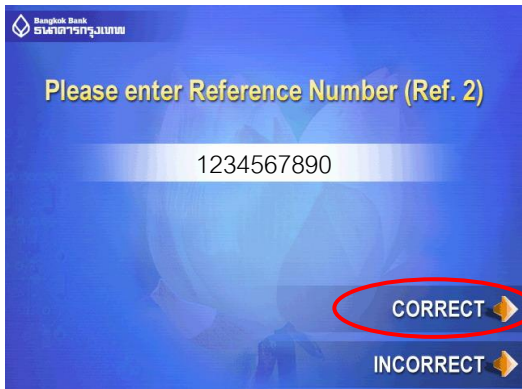 Bangkok Bank
ธนาคารกรุงเทพ
Please enter Reference Number (Ref. 2)
1234567890
CORRECT
INCORRECT